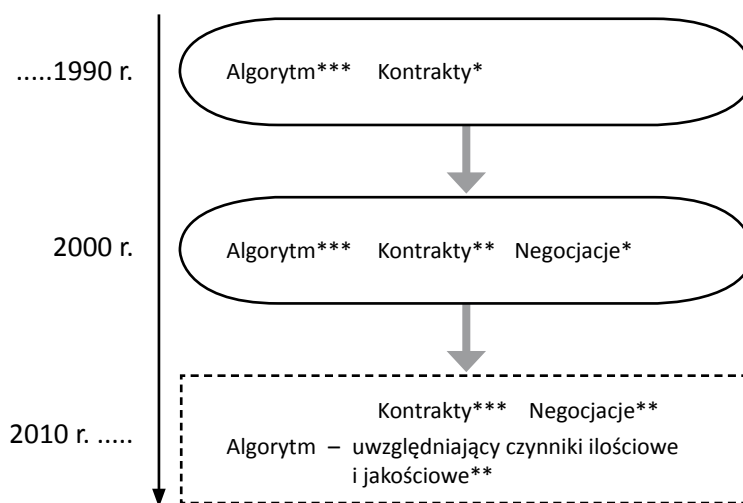 .....1990 r.
Algorytm*** Kontrakty*
2000 r.
Algorytm*** Kontrakty** Negocjacje*
2010 r. .....
Kontrakty*** Negocjacje**
Algorytm – uwzględniający czynniki ilościowe
i jakościowe**